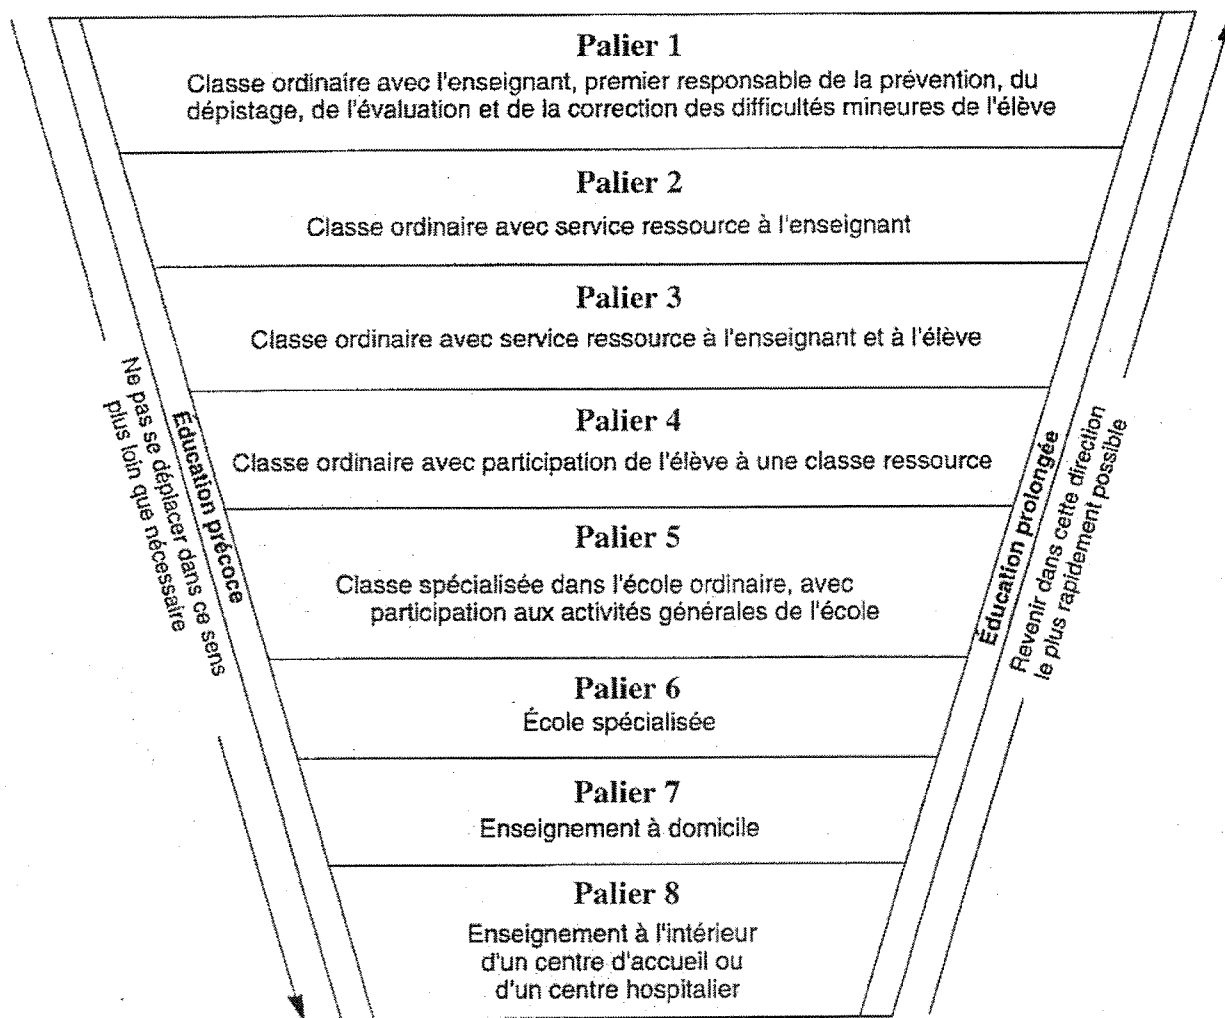 Palier 1
Classe ordinaire avec l'enseignant, premier responsable de la prévention, du
dépistage, de l'évaluation et de la correction des difficultés mineures de l'élève
Palier 2
Classe ordinaire avec service ressource à l'enseignant
Palier 3
Classe ordinaire avec service ressource à l'enseignant et à l'élève
Palier 4
Classe ordinaire avec participation de l'élève à une classe ressource
Palier 5
Classe spécialisée dans l'école ordinaire, avec
participation aux activités générales de l'école
Palier 6
École spécialisée
Palier 7
Enseignement à domicile
Palier 8
Enseignement à l'intérieur
d'un centre d'accueil ou
d'un centre hospitalier
Éducation précoce
Ne pas se déplacer dans ce sens
plus loin que nécessaire
Éducation prolongée
Revenir dans cette direction
le plus rapidement possible